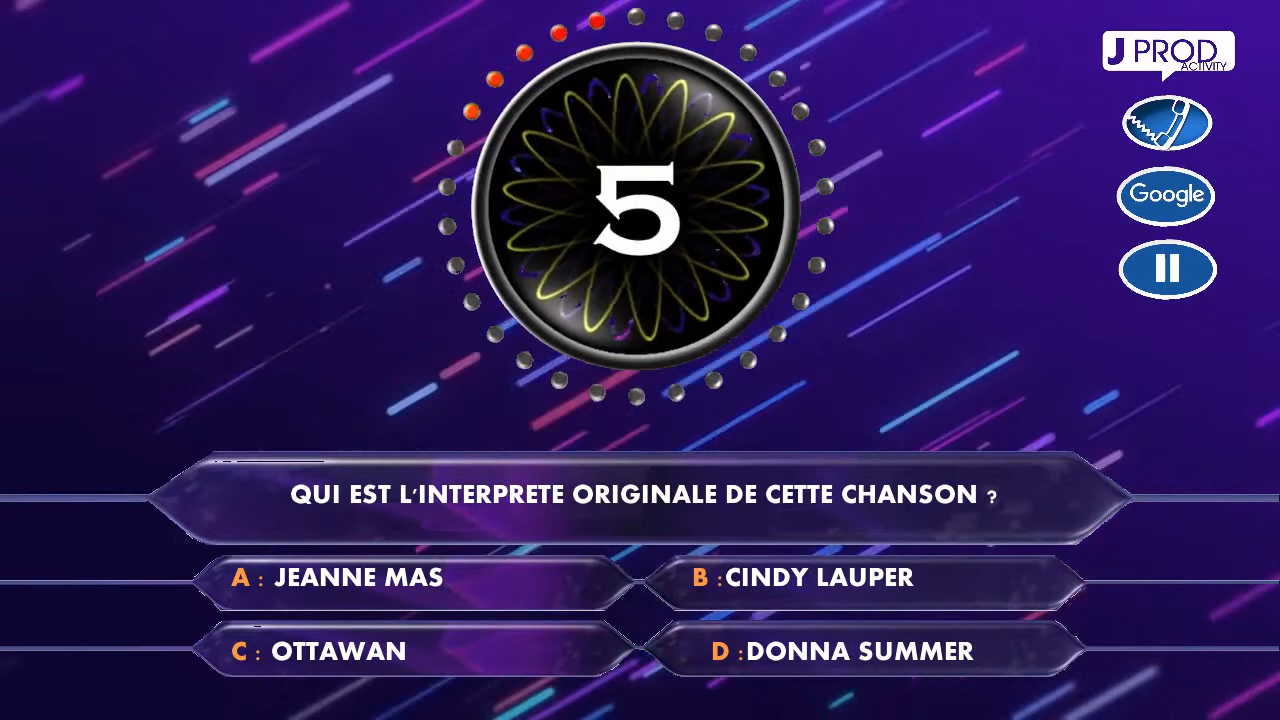 J PROD
ACTIVITY
Google
5
QUI EST L'INTERPRETE ORIGINALE DE CETTE CHANSON ?
A : JEANNE MAS
B :CINDY LAUPER
C : OTTAWAN
D :DONNA SUMMER